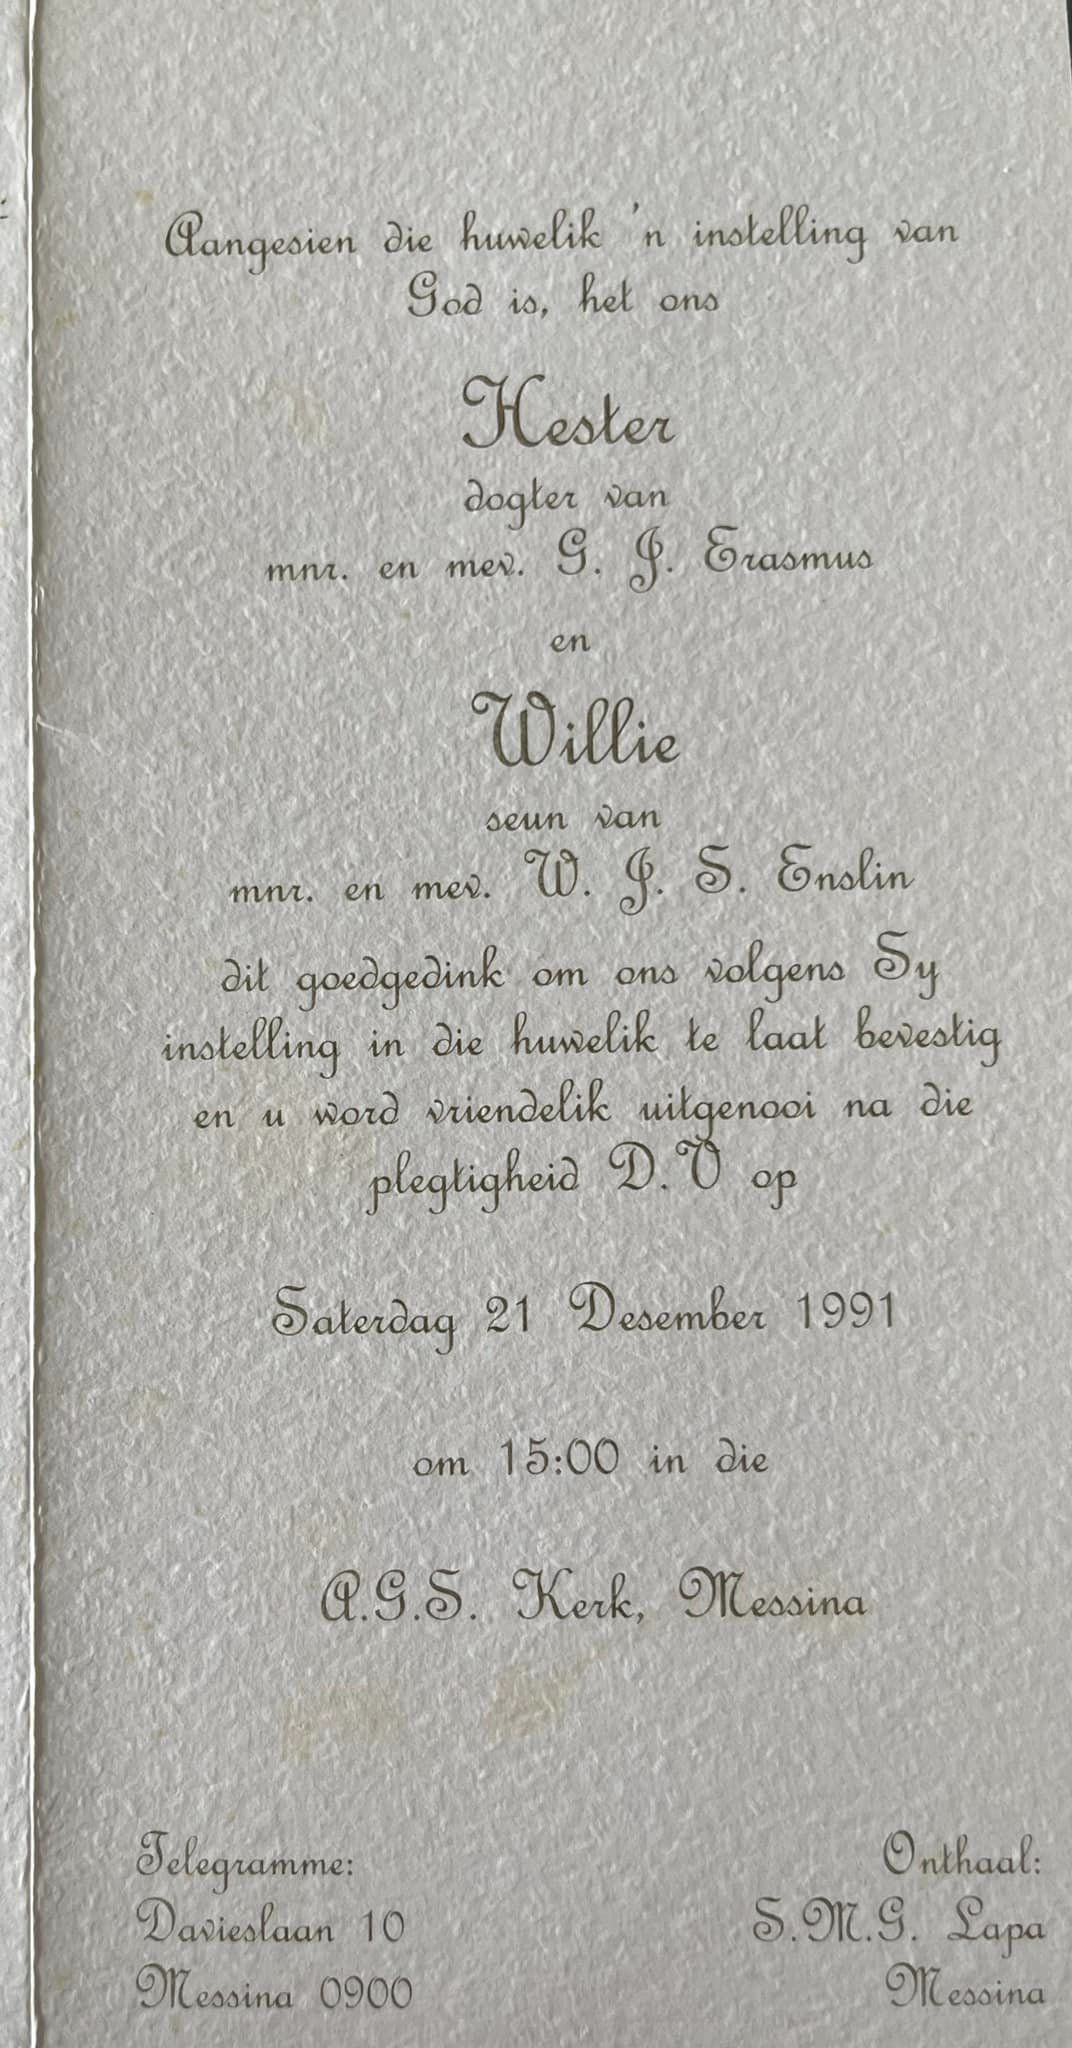 Aangesien die huwelik 'n instelling van
God is, het ons
Hester
dogter van
mnr. en mev. G. J. Erasmus
en
Willie
seun van
mnr. en mev. W. J. S. Enslin
dit goedgedink om ons volgens Sy
instelling in die huwelik te laat bevestig
en u word vriendelik uitgenooi na die
plegtigheid D.V op
Saterdag 21 Desember 1991
om 15:00 in die
A.G.S. Kerk, Messina
Telegramme:
Davieslaan 10
Messina 0900
Onthaal:
S.M.G. Lapa
Messina